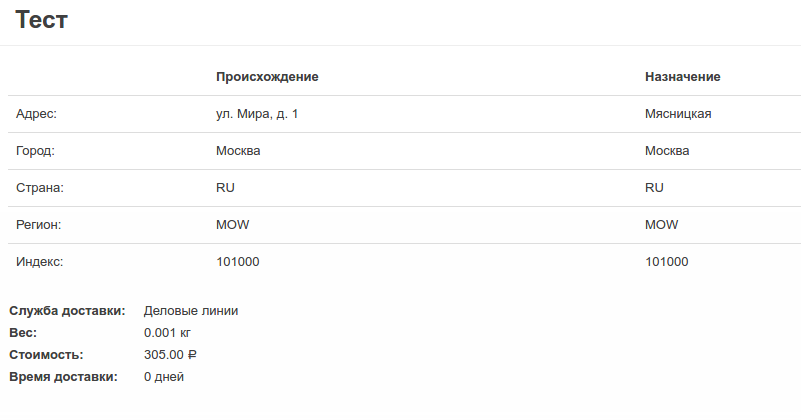 Тест
Происхождение Назначение
Адрес: ул. Мира, д. 1 Мясницкая
Город: Москва Москва
Страна: RU RU
Регион: MOW MOW
Индекс: 101000 101000
Служба доставки: Деловые линии
Вес: 0.001 кг
Стоимость: 305.00 ₽
Время доставки: 0 дней